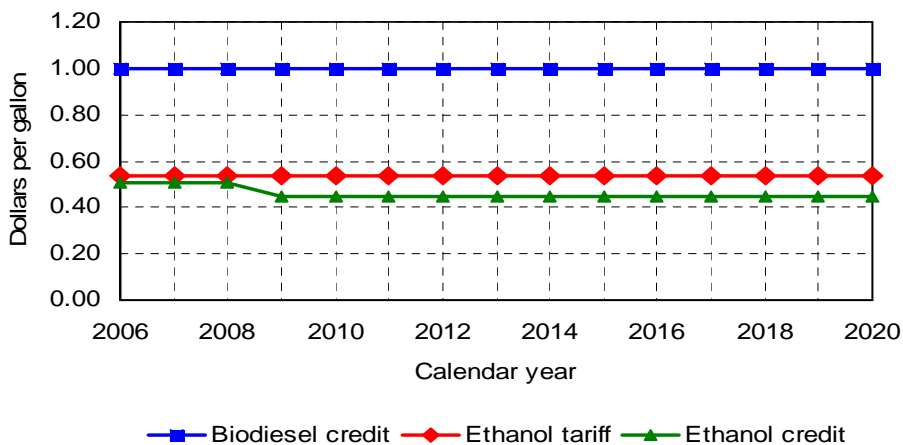 1.20
1.00
0.80
0.60
0.40
0.20
0.00
Dollars per gallon
2006 2008 2010 2012 2014 2016 2018 2020
Calendar year
Biodiesel credit Ethanol tariff Ethanol credit